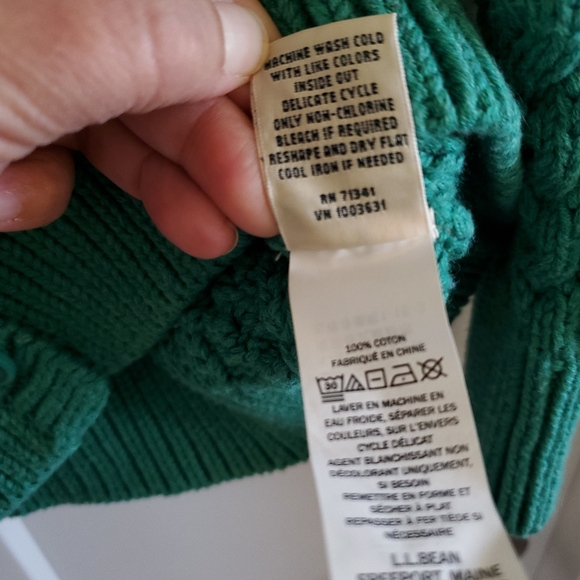 MACHINE WASH COLD
WITH LIKE COLORS
INSIDE OUT
DELICATE CYCLE
ONLY NON-CHLORINE
BLEACH IF REQUIRED
RESHAPE AND DRY FLAT
COOL IRON IF NEEDED
RN 71341
VN 1003631
100% COTON
FABRIQUÉ EN CHINE
30
LAVER EN MACHINE EN
EAU FROIDE, SÉPARER LES
COULEURS, SUR L'ENVERS
CYCLE DÉLICAT
AGENT BLANCHISSANT NON
DÉCOLORANT UNIQUEMENT,
SI BESOIN
REMETTRE EN FORME ET
SÉCHER À PLAT
REPASSER À FER TIÈDE SI
NÉCESSAIRE
L.L.BEAN
FREEPORT, MAINE